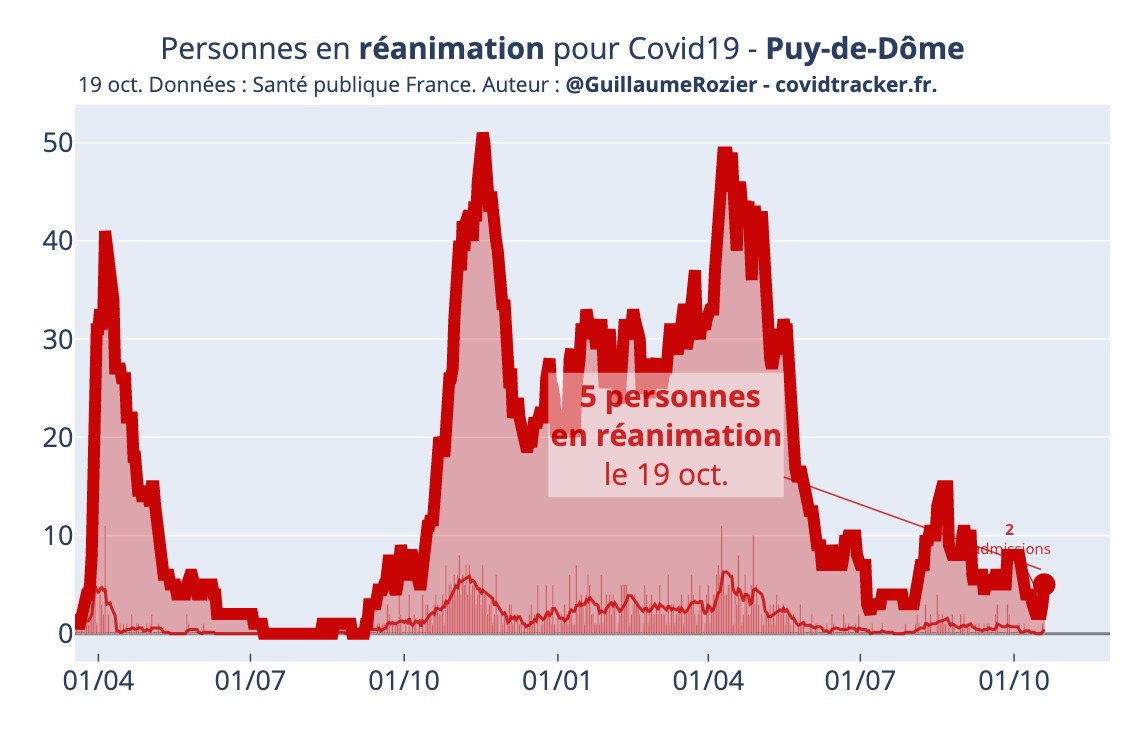 Personnes en réanimation pour Covid19 - Puy-de-Dôme
19 oct. Données : Santé publique France. Auteur : @GuillaumeRozier - covidtracker.fr.
50
40
30
20
10
0
5 personnes
en réanimation
le 19 oct.
2
admissions
01/04
01/07
01/10
01/01
01/04
01/07
01/10